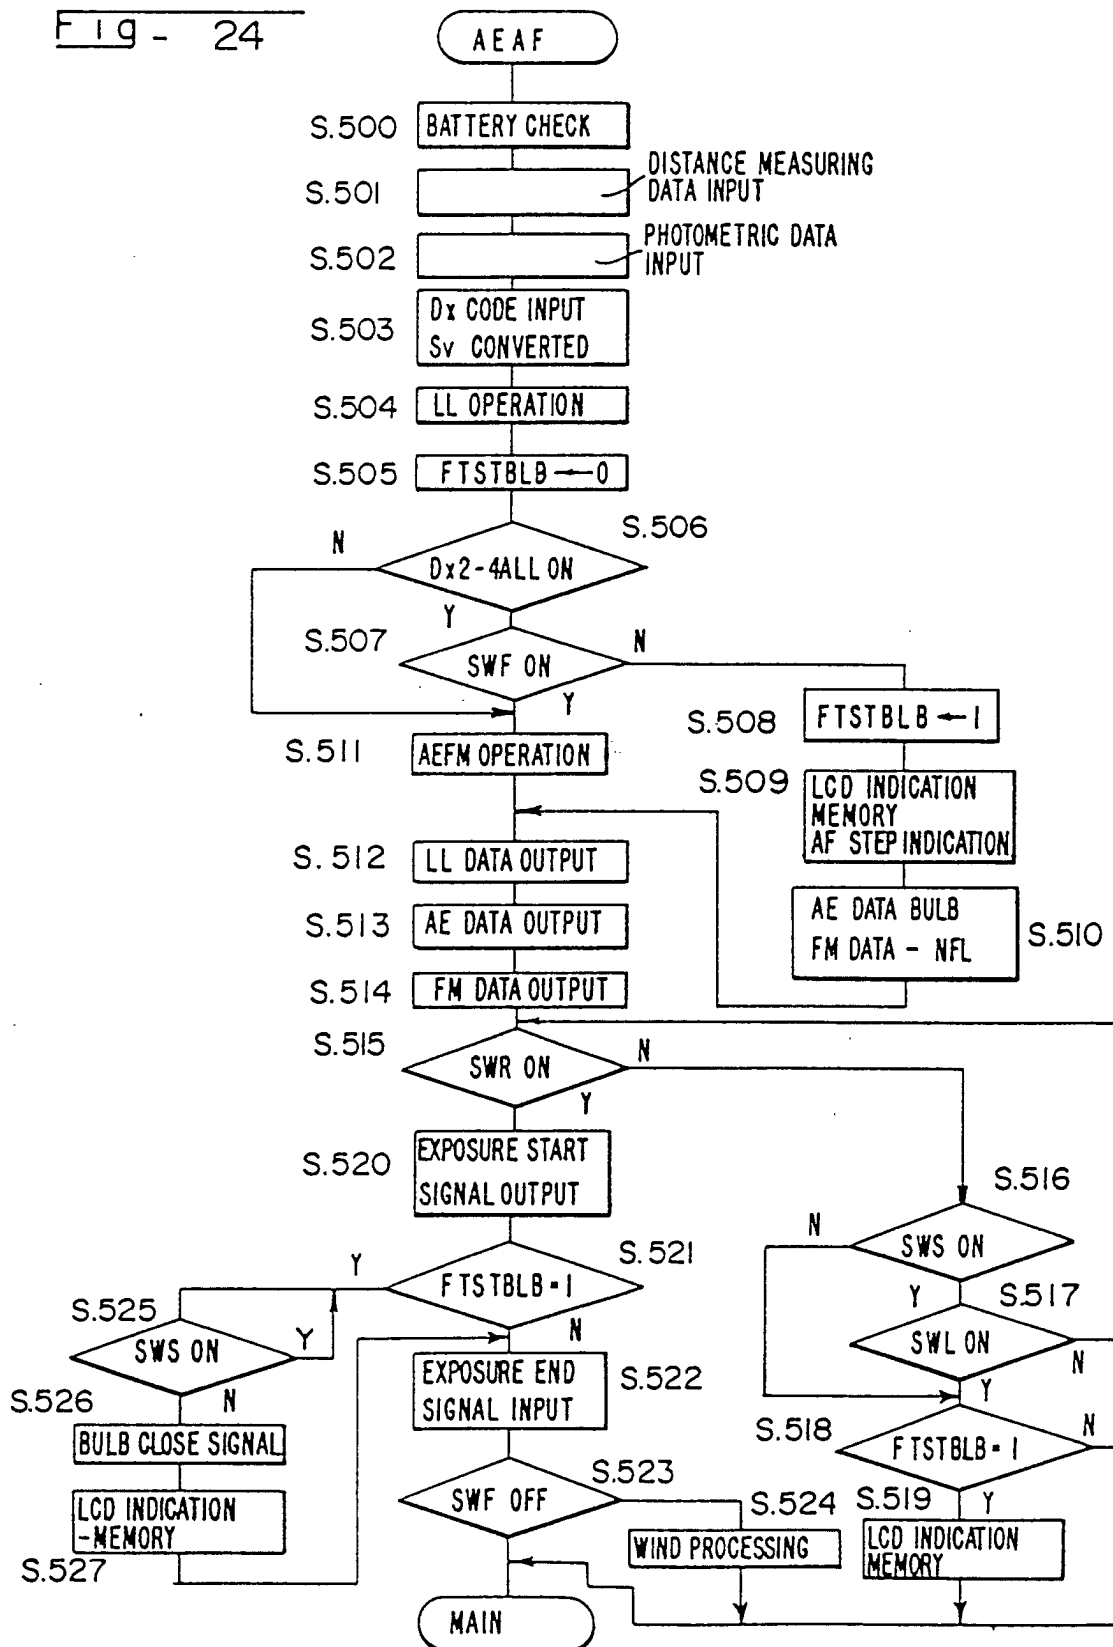 Fig - 24
AEAF
S.500
BATTERY CHECK
S.501
DISTANCE MEASURING
DATA INPUT
S.502
PHOTOMETRIC DATA
INPUT
S.503
Dx CODE INPUT
Sv CONVERTED
S.504
LL OPERATION
S.505
FTSTBLB ← 0
S.506
N
Dx2-4ALL ON
Y
S.507
N
SWF ON
Y
S.508
FTSTBLB ← 1
S.511
AEFM OPERATION
S.509
LCD INDICATION
MEMORY
AF STEP INDICATION
S.512
LL DATA OUTPUT
S.513
AE DATA OUTPUT
AE DATA BULB
FM DATA - NFL
S.510
S.514
FM DATA OUTPUT
S.515
SWR ON
N
Y
S.520
EXPOSURE START
SIGNAL OUTPUT
S.516
N
SWS ON
Y
S.521
Y
FTSTBLB = 1
N
S.517
SWL ON
N
Y
S.525
SWS ON
Y
N
S.522
EXPOSURE END
SIGNAL INPUT
S.526
BULB CLOSE SIGNAL
S.518
FTSTBLB = 1
N
Y
S.523
SWF OFF
S.524
WIND PROCESSING
S.519
LCD INDICATION
MEMORY
LCD INDICATION
-MEMORY
S.527
MAIN